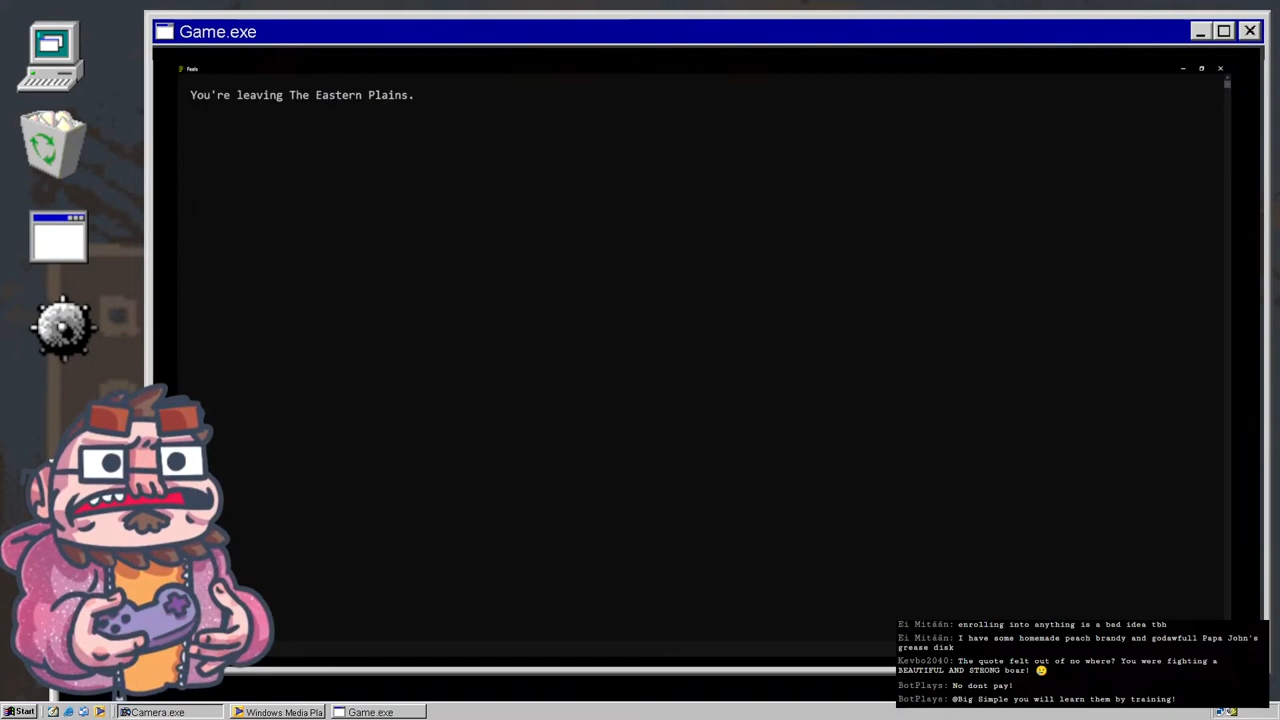 Game.exe
Feels
You're leaving The Eastern Plains.
Ei Mitään: enrolling into anything is a bad idea tbh
Ei Mitään: I have some homemade peach brandy and godawfull Papa John's
grease disk
Kevbo2040: The quote felt out of no where? You were fighting a
BEAUTIFUL AND STRONG boar! 😢
BotPlays: No dont pay!
BotPlays: @Big Simple you will learn them by training!
Start
Camera.exe
Windows Media Pla
Game.exe